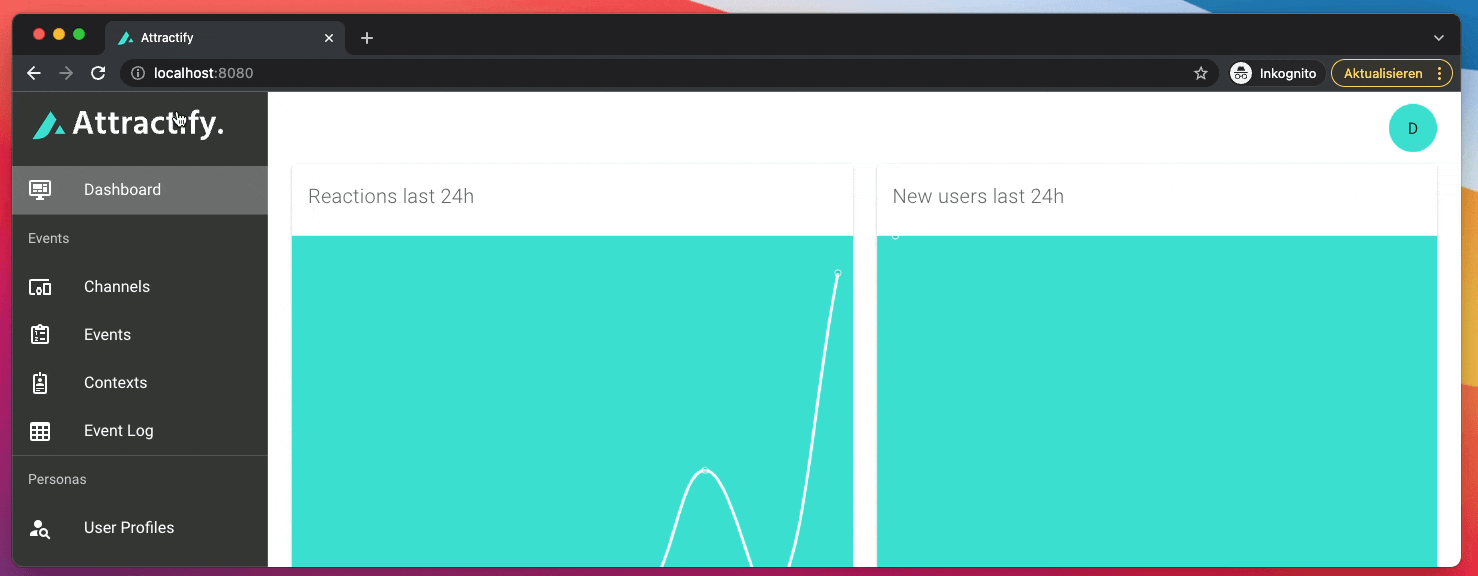 Attractify
localhost:8080
Inkognito
Aktualisieren
Attractify.
D
Dashboard
Events
Channels
Events
Contexts
Event Log
Personas
User Profiles
Reactions last 24h
New users last 24h